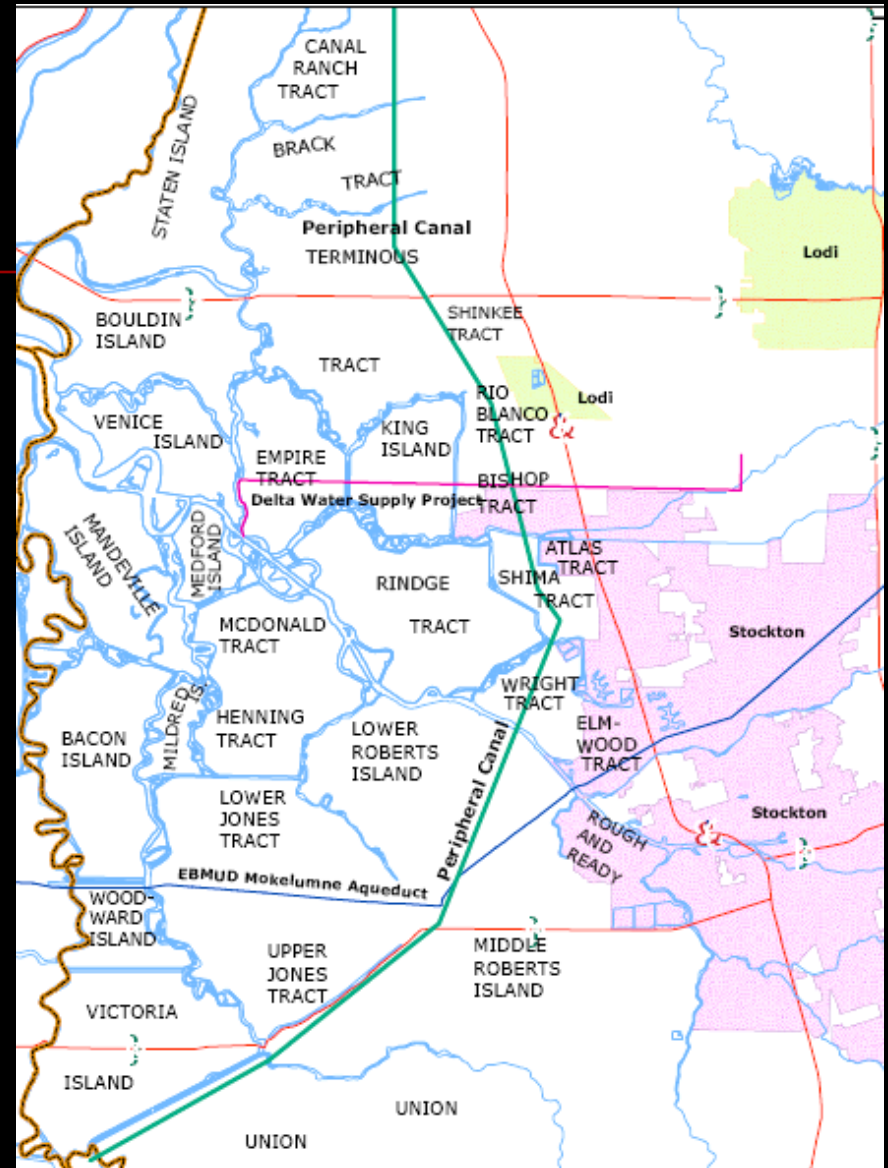 CANAL
RANCH
TRACT
STATEN ISLAND
BRACK
TRACT
Peripheral Canal
TERMINOUS
Lodi
BOULDIN
ISLAND
SHINKEE
TRACT
TRACT
RIO
BLANCO
TRACT
Lodi
VENICE
ISLAND
KING
ISLAND
EMPIRE
TRACT
BISHOP
TRACT
Delta Water Supply Project
MANDEVILLE
ISLAND
MEDFORD
ISLAND
ATLAS
TRACT
RINDGE
TRACT
SHIMA
TRACT
MCDONALD
TRACT
Stockton
WRIGHT
TRACT
MILDRED
IS.
HENNING
TRACT
BACON
ISLAND
LOWER
ROBERTS
ISLAND
ELM-
WOOD
TRACT
Peripheral Canal
LOWER
JONES
TRACT
Stockton
ROUGH
AND
READY
EBMUD Mokelumne Aqueduct
WOOD-
WARD
ISLAND
UPPER
JONES
TRACT
MIDDLE
ROBERTS
ISLAND
VICTORIA
ISLAND
UNION
UNION